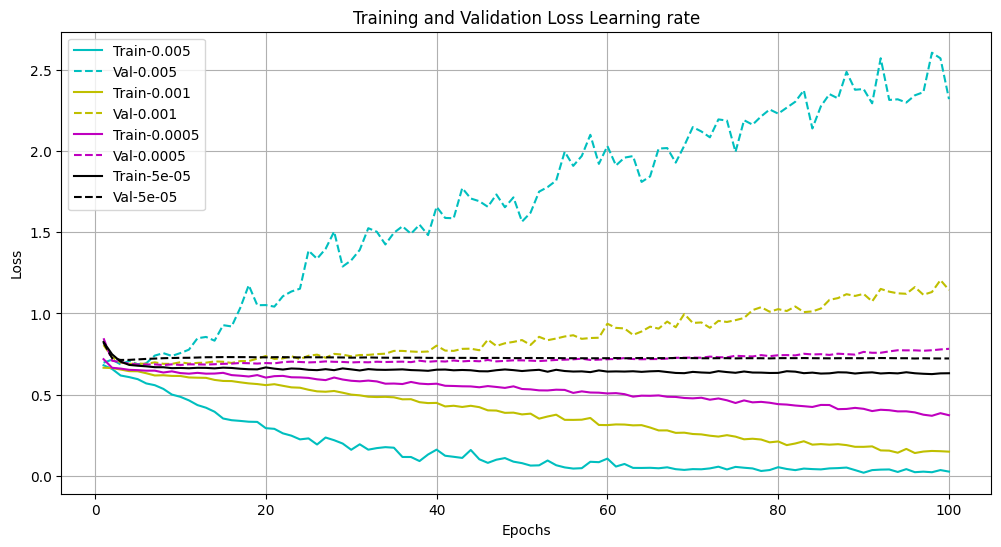 Training and Validation Loss Learning rate
Train-0.005
Val-0.005
Train-0.001
Val-0.001
Train-0.0005
Val-0.0005
Train-5e-05
Val-5e-05
Loss
2.5
2.0
1.5
1.0
0.5
0.0
0 20 40 60 80 100
Epochs